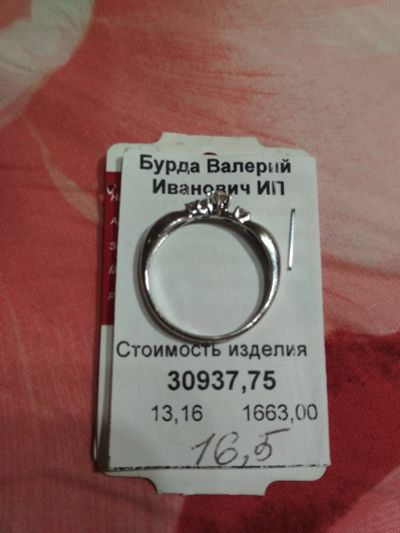 Бурда Валерий
Иванович ИП
Стоимость изделия
30937,75
13,16 1663,00
16,5